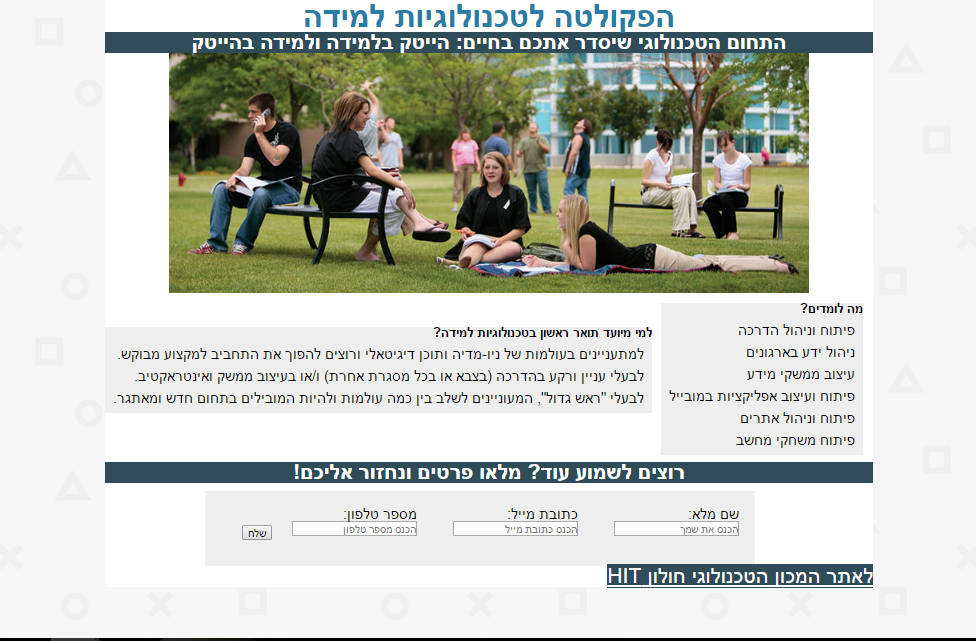 הפקולטה לטכנולוגיות למידה
התחום הטכנולוגי שיסדר אתכם בחיים: הייטק בלמידה ולמידה בהייטק
מה לומדים?
פיתוח וניהול הדרכה
ניהול ידע בארגונים
עיצוב ממשקי מידע
פיתוח ועיצוב אפליקציות במובייל
פיתוח וניהול אתרים
פיתוח משחקי מחשב
למי מיועד תואר ראשון בטכנולוגיות למידה?
למתעניינים בעולמות של ניו-מדיה ותוכן דיגיטאלי ורוצים להפוך את התחביב למקצוע מבוקש.
לבעלי עניין ורקע בהדרכה (בצבא או בכל מסגרת אחרת) ו/או בעיצוב ממשק ואינטראקטיב.
לבעלי "ראש גדול", המעוניינים לשלב בין כמה עולמות ולהיות המובילים בתחום חדש ומאתגר.
רוצים לשמוע עוד? מלאו פרטים ונחזור אליכם!
שם מלא:
הכנס את שמך
כתובת מייל:
הכנס כתובת מייל
מספר טלפון:
הכנס מספר טלפון
שלח
לאתר המכון הטכנולוגי חולון HIT